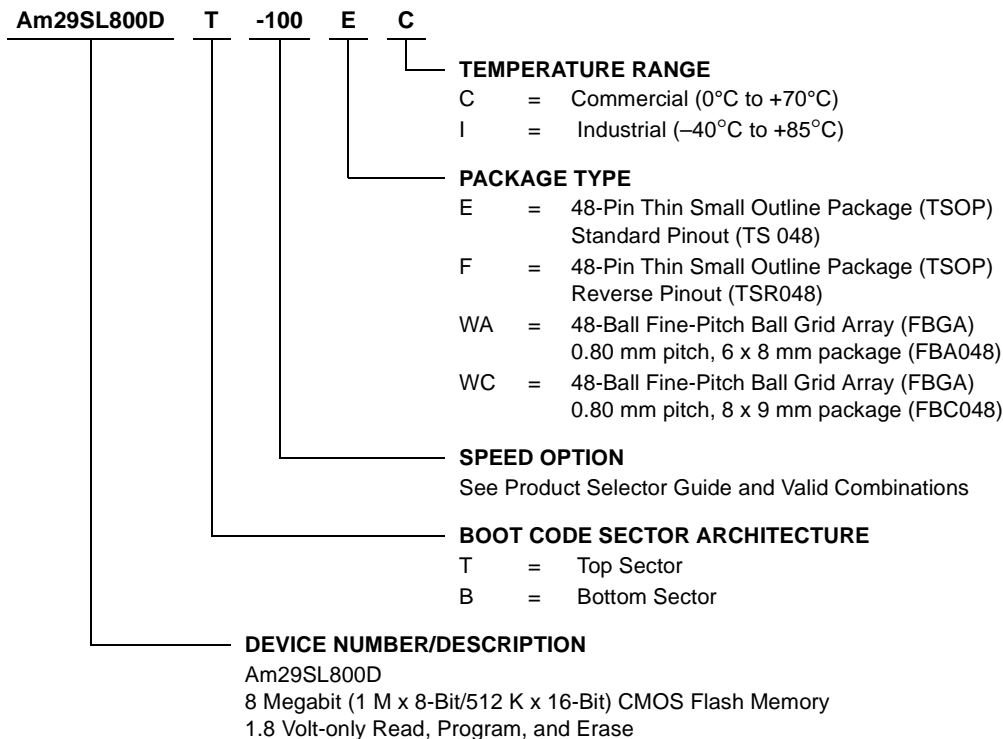 Am29SL800D T -100 E C
TEMPERATURE RANGE
C = Commercial (0°C to +70°C)
I = Industrial (–40°C to +85°C)
PACKAGE TYPE
E = 48-Pin Thin Small Outline Package (TSOP)
Standard Pinout (TS 048)
F = 48-Pin Thin Small Outline Package (TSOP)
Reverse Pinout (TSR048)
WA = 48-Ball Fine-Pitch Ball Grid Array (FBGA)
0.80 mm pitch, 6 x 8 mm package (FBA048)
WC = 48-Ball Fine-Pitch Ball Grid Array (FBGA)
0.80 mm pitch, 8 x 9 mm package (FBC048)
SPEED OPTION
See Product Selector Guide and Valid Combinations
BOOT CODE SECTOR ARCHITECTURE
T = Top Sector
B = Bottom Sector
DEVICE NUMBER/DESCRIPTION
Am29SL800D
8 Megabit (1 M x 8-Bit/512 K x 16-Bit) CMOS Flash Memory
1.8 Volt-only Read, Program, and Erase